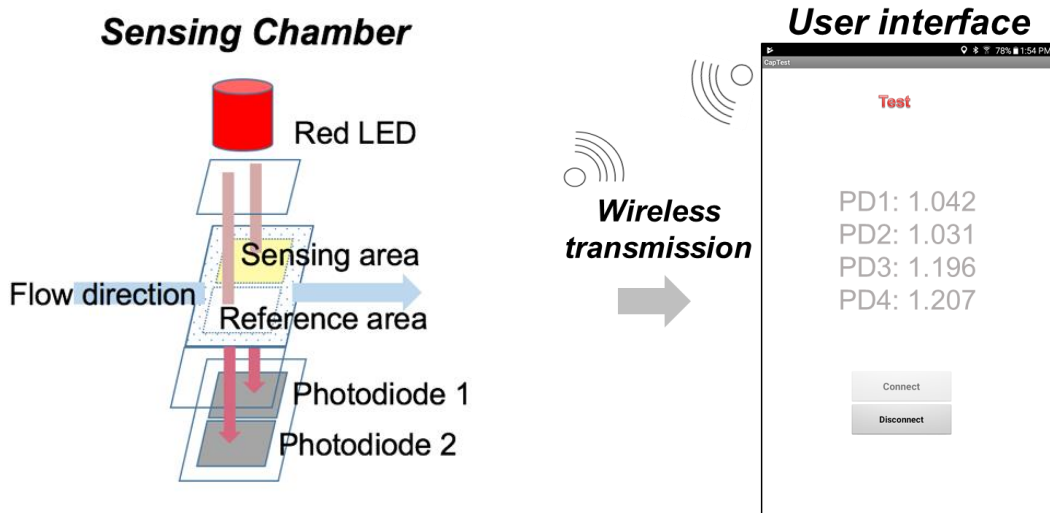 Sensing Chamber
Red LED
Sensing area
Flow direction
Reference area
Photodiode 1
Photodiode 2
Wireless
transmission
User interface
78% 1:54 PM
CapTest
Test
PD1: 1.042
PD2: 1.031
PD3: 1.196
PD4: 1.207
Connect
Disconnect